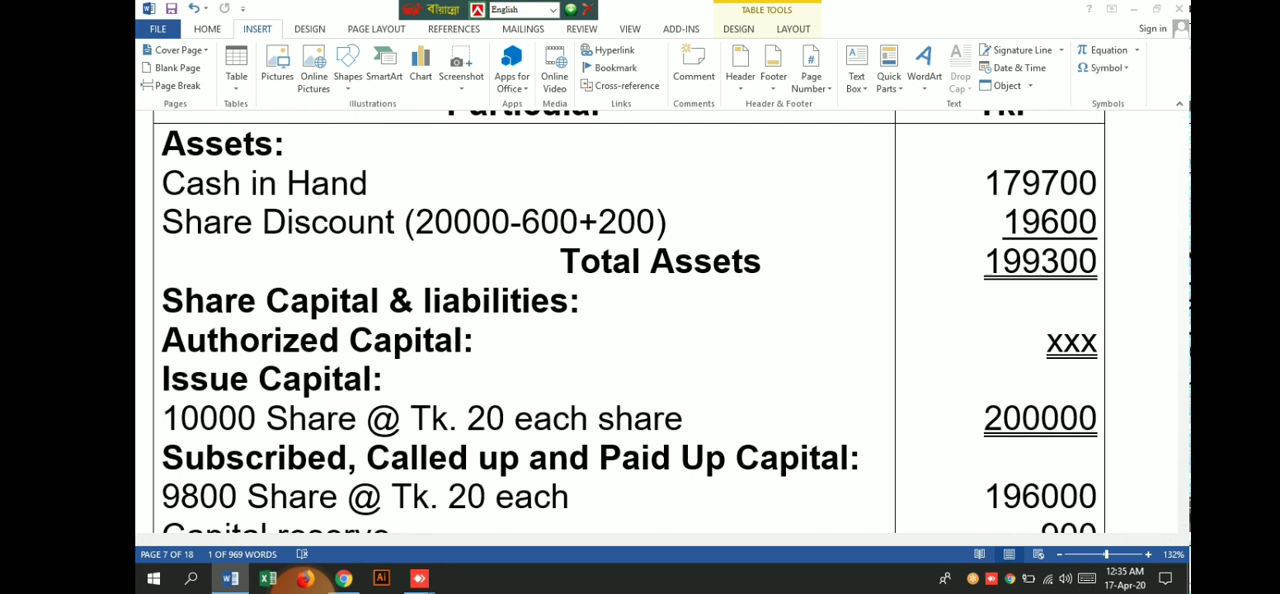 বায়ান্নো English TABLE TOOLS
FILE HOME INSERT DESIGN PAGE LAYOUT REFERENCES MAILINGS REVIEW VIEW ADD-INS DESIGN LAYOUT Sign in
Cover Page
Blank Page
Page Break
Table
Pictures
Online Pictures
Shapes
SmartArt
Chart
Screenshot
Apps for Office
Online Video
Hyperlink
Bookmark
Cross-reference
Comment
Header
Footer
Page Number
Text Box
Quick Parts
WordArt
Drop Cap
Signature Line
Date & Time
Object
Equation
Symbol
Pages Tables Illustrations Apps Media Links Comments Header & Footer Text Symbols
Particular Tk.
Assets:
Cash in Hand 179700
Share Discount (20000-600+200) 19600
Total Assets 199300
Share Capital & liabilities:
Authorized Capital: xxx
Issue Capital:
10000 Share @ Tk. 20 each share 200000
Subscribed, Called up and Paid Up Capital:
9800 Share @ Tk. 20 each 196000
Capital reserve 900
PAGE 7 OF 18 1 OF 969 WORDS 132%
Ai 12:35 AM
17-Apr-20